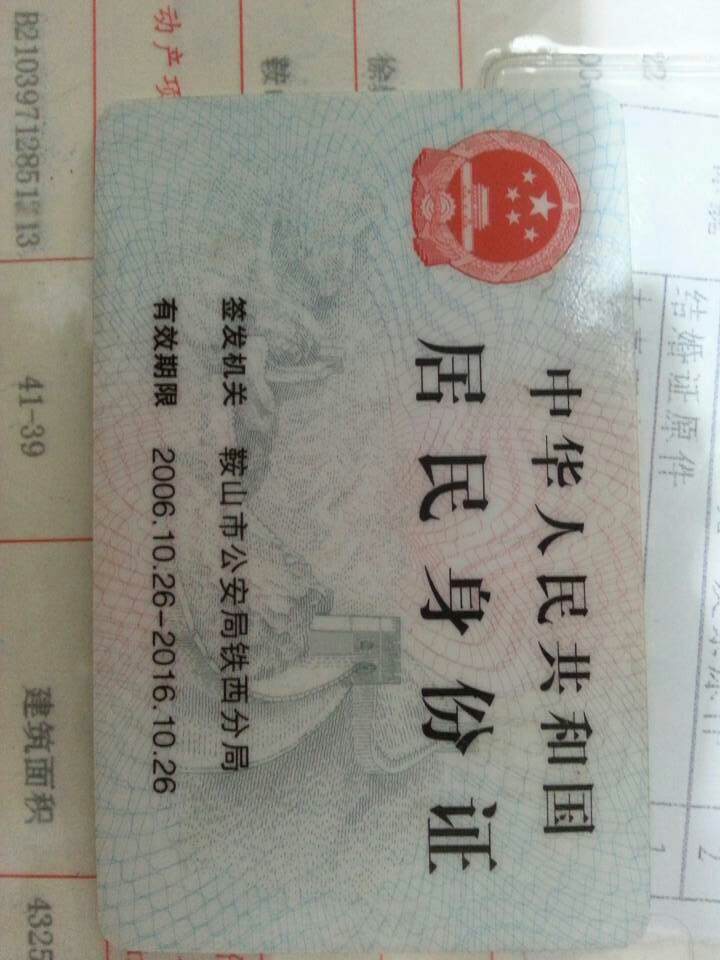 中华人民共和国
居民身份证
签发机关 鞍山市公安局铁西分局
有效期限 2006.10.26-2016.10.26
结婚证原件
1
2
动产项
41-39
建筑面积
4325